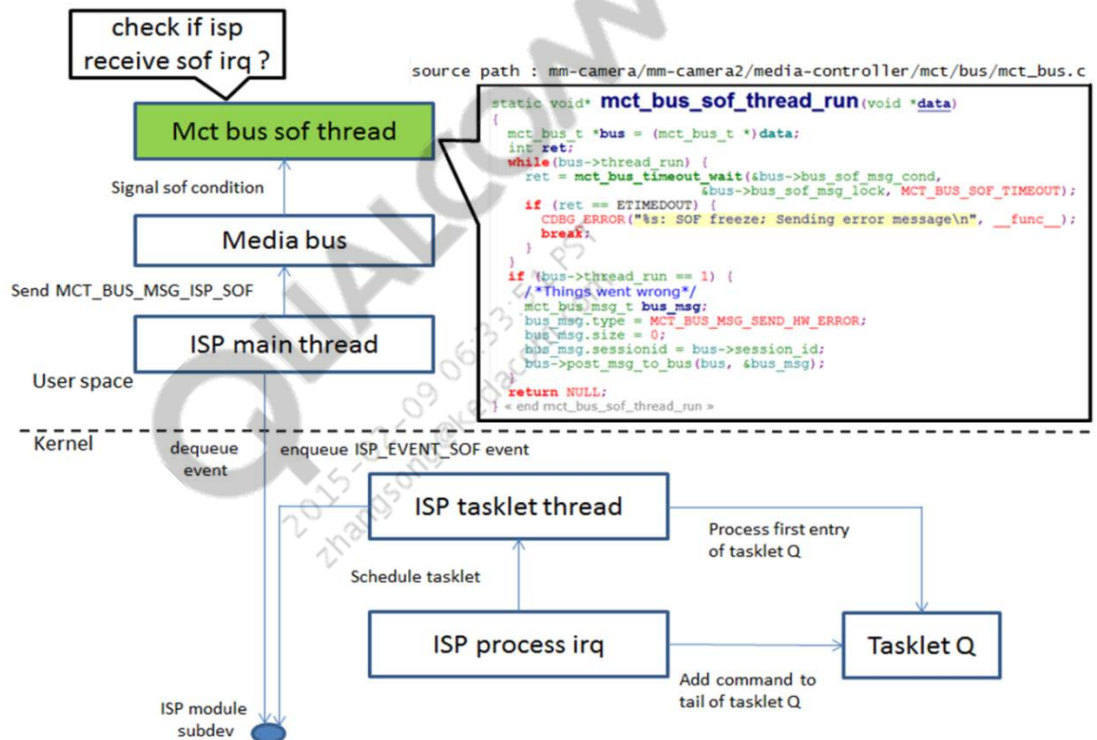 check if isp
receive sof irq ?
source path : mm-camera/mm-camera2/media-controller/mct/bus/mct_bus.c
Mct bus sof thread
static void* mct_bus_sof_thread_run(void *data)
{
mct_bus_t *bus = (mct_bus_t *)data;
int ret;
while(bus->thread_run) {
ret = mct_bus_timeout_wait(&bus->bus_sof_msg_cond,
&bus->bus_sof_msg_lock, MCT_BUS_SOF_TIMEOUT);
if (ret == ETIMEDOUT) {
CDBG_ERROR("%s: SOF freeze; Sending error message\n", __func__);
break;
}
}
if (bus->thread_run == 1) {
/*Things went wrong*/
mct_bus_msg_t bus_msg;
bus_msg.type = MCT_BUS_MSG_SEND_HW_ERROR;
bus_msg.size = 0;
bus_msg.sessionid = bus->session_id;
bus->post_msg_to_bus(bus, &bus_msg);
}
return NULL;
} « end mct_bus_sof_thread_run »
Signal sof condition
Media bus
Send MCT_BUS_MSG_ISP_SOF
ISP main thread
User space
Kernel
dequeue
event
enqueue ISP_EVENT_SOF event
ISP tasklet thread
Process first entry
of tasklet Q
Schedule tasklet
ISP process irq
Tasklet Q
Add command to
tail of tasklet Q
ISP module
subdev
QUALCOM